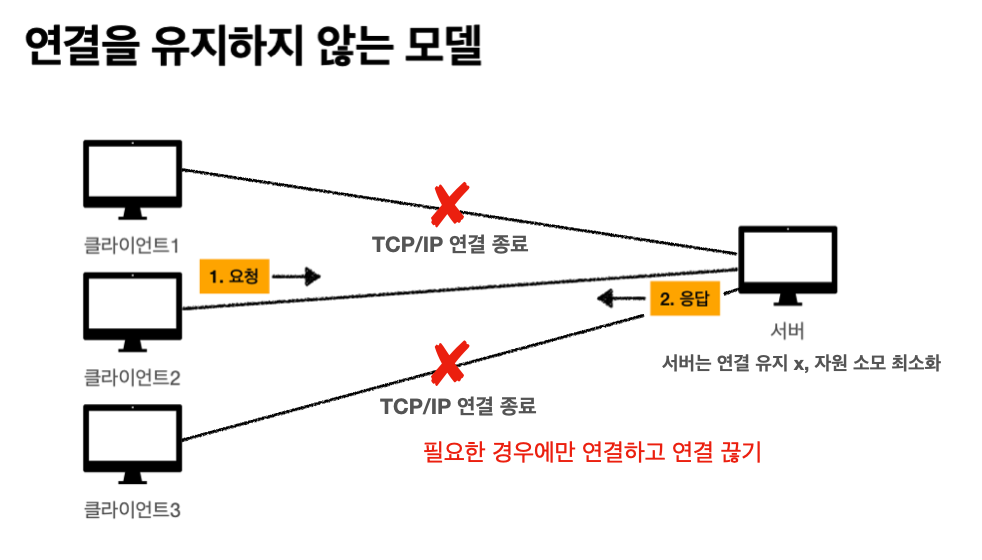 연결을 유지하지 않는 모델
클라이언트1
TCP/IP 연결 종료
1. 요청
클라이언트2
2. 응답
서버
서버는 연결 유지 x, 자원 소모 최소화
TCP/IP 연결 종료
필요한 경우에만 연결하고 연결 끊기
클라이언트3